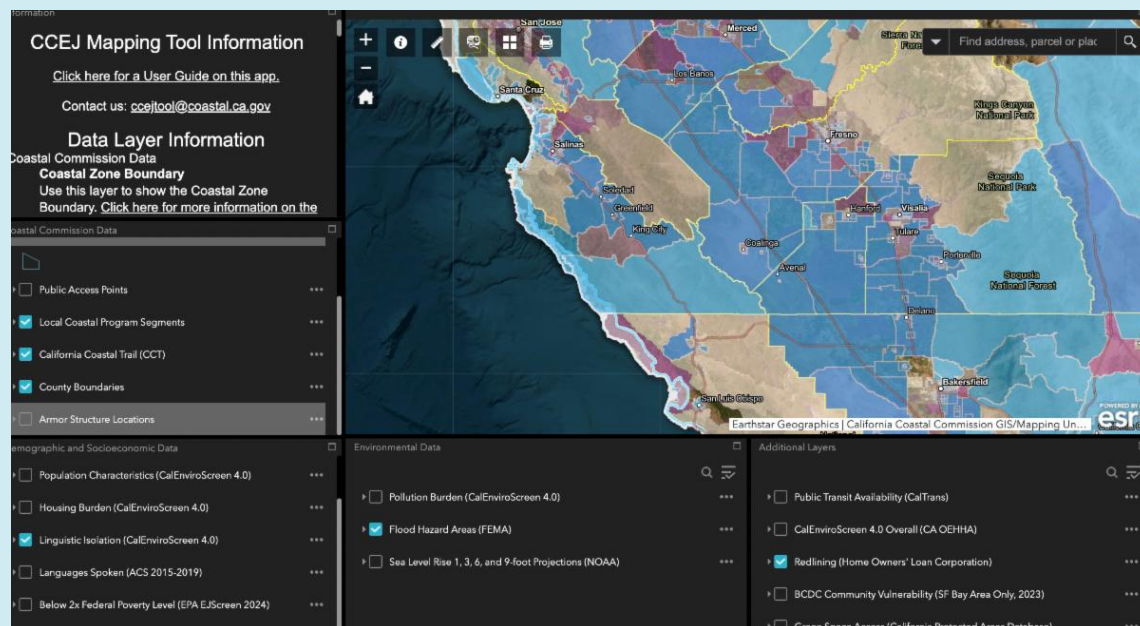 CCEJ Mapping Tool Information
Click here for a User Guide on this app.
Contact us: ccejtool@coastal.ca.gov
Data Layer Information
Coastal Commission Data
Coastal Zone Boundary
Use this layer to show the Coastal Zone
Boundary. Click here for more information on the
San Jose
Merced
Find address, parcel or plac
Los Banos
Santa Cruz
Kings Canyon
National Park
Fresno
Salinas
Sequoia
National Park
Soledad
Greenfield
Hanford
Visalia
King City
Tulare
Coalinga
Porterville
Avenal
Sequoia
National Forest
Delano
Bakersfield
San Luis Obispo
POWERED BY
esr
Earthstar Geographics | California Coastal Commission GIS/Mapping Un...
oastal Commission Data
Public Access Points
Local Coastal Program Segments
California Coastal Trail (CCT)
County Boundaries
Armor Structure Locations
emographic and Socioeconomic Data
Population Characteristics (CalEnviroScreen 4.0)
Housing Burden (CalEnviroScreen 4.0)
Linguistic Isolation (CalEnviroScreen 4.0)
Languages Spoken (ACS 2015-2019)
Below 2x Federal Poverty Level (EPA EJScreen 2024)
Environmental Data
Pollution Burden (CalEnviroScreen 4.0)
Flood Hazard Areas (FEMA)
Sea Level Rise 1, 3, 6, and 9-foot Projections (NOAA)
Additional Layers
Public Transit Availability (CalTrans)
CalEnviroScreen 4.0 Overall (CA OEHHA)
Redlining (Home Owners' Loan Corporation)
BCDC Community Vulnerability (SF Bay Area Only, 2023)